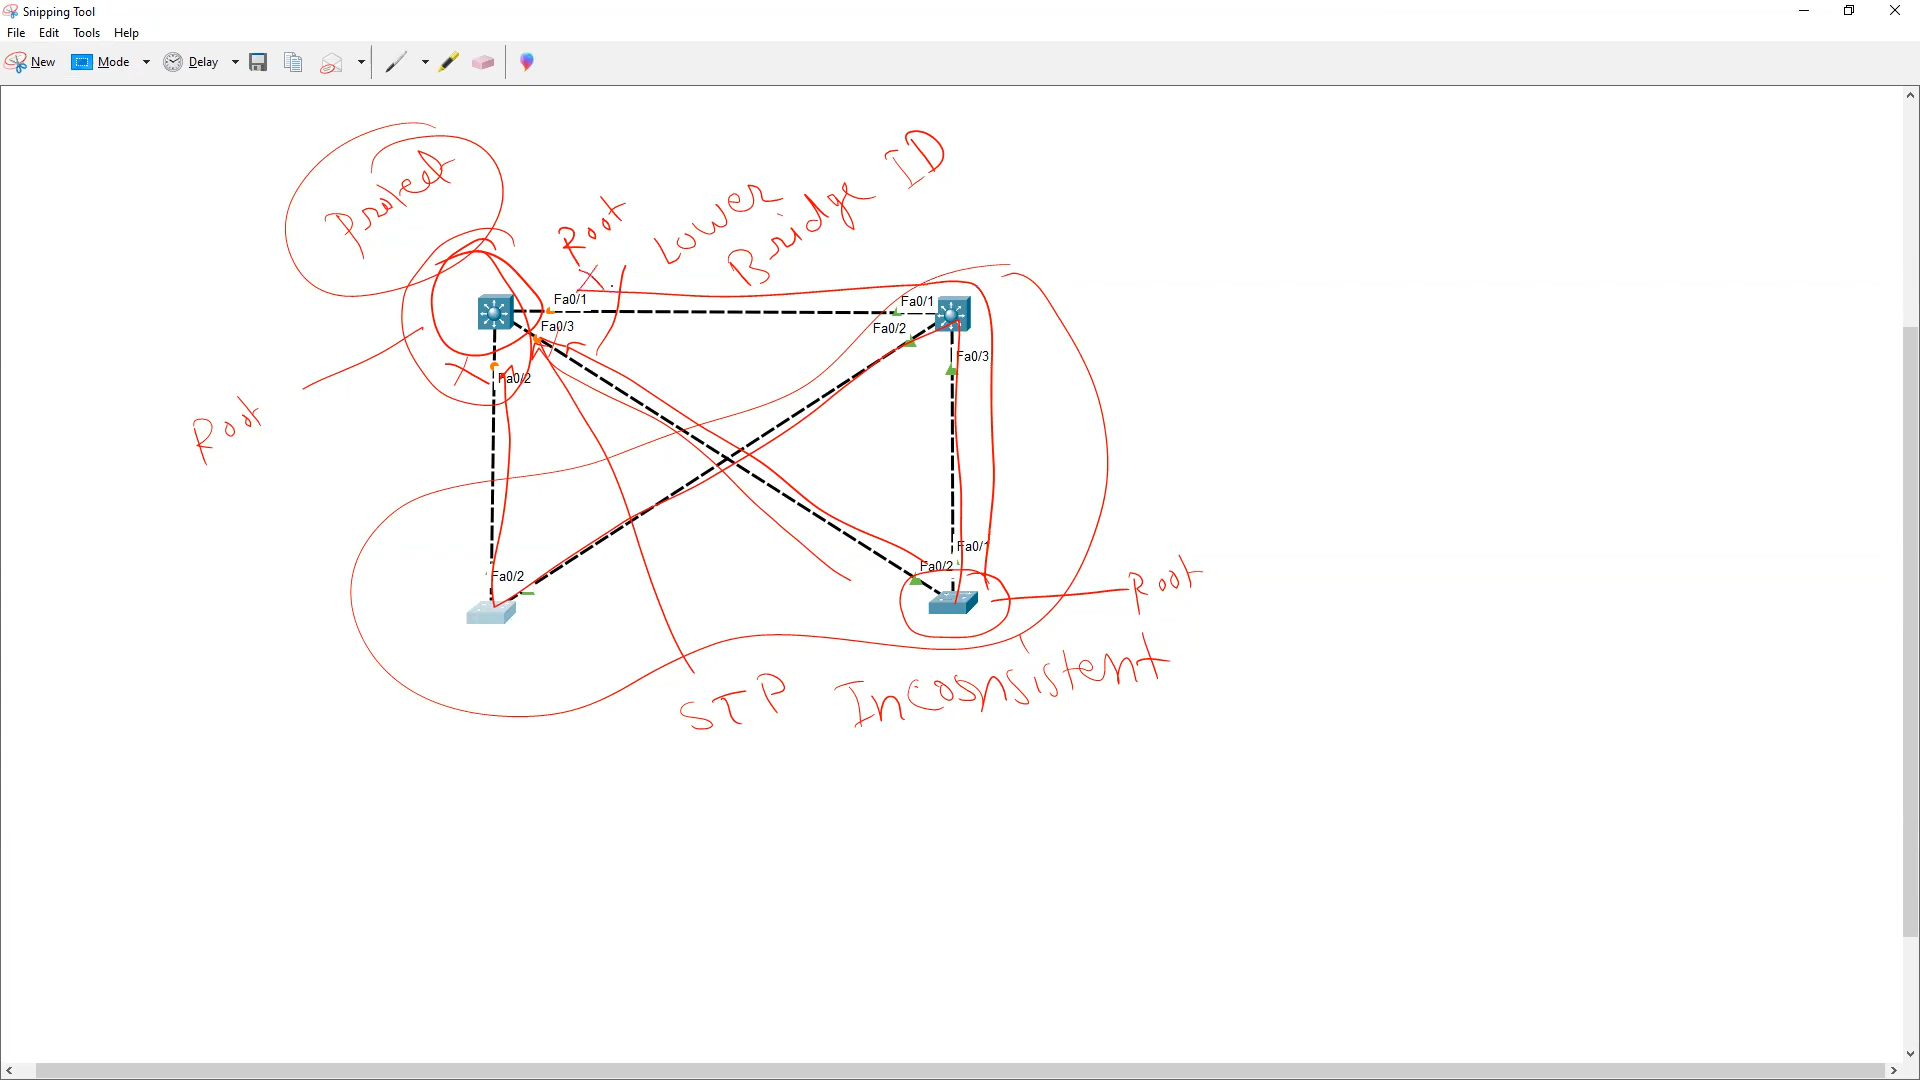 Snipping Tool
File Edit Tools Help
New Mode Delay
Protect
Root
Lower
Bridge ID
Fa0/1
Fa0/1
Fa0/3
Fa0/2
Fa0/3
Fa0/2
Root
Fa0/1
Fa0/2
Fa0/2
Root
STP Incosnsistent